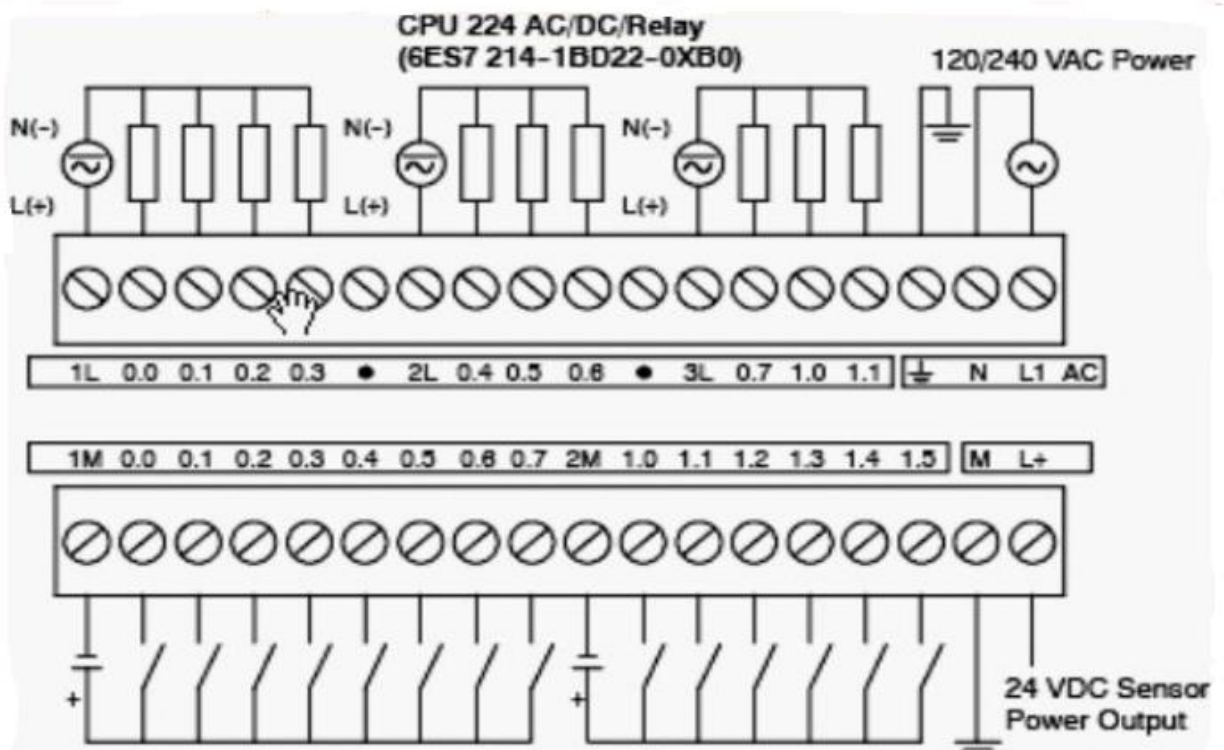 CPU 224 AC/DC/Relay
(6ES7 214-1BD22-0XB0)
120/240 VAC Power
N(-) N(-) N(-)
L(+) L(+) L(+)
1L 0.0 0.1 0.2 0.3 ● 2L 0.4 0.5 0.6 ● 3L 0.7 1.0 1.1 ⏚ N L1 AC
1M 0.0 0.1 0.2 0.3 0.4 0.5 0.6 0.7 2M 1.0 1.1 1.2 1.3 1.4 1.5 M L+
+ +
24 VDC Sensor
Power Output